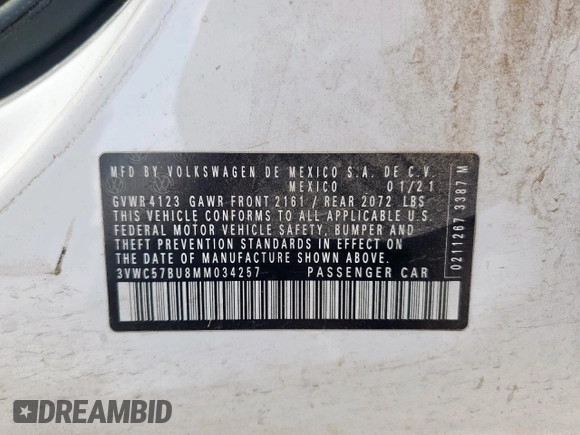 MFD BY VOLKSWAGEN DE MEXICO S.A. DE C.V.
MEXICO 01/21
GVWR 4123 GAWR FRONT 2161 / REAR 2072 LBS
THIS VEHICLE CONFORMS TO ALL APPLICABLE U.S.
FEDERAL MOTOR VEHICLE SAFETY, BUMPER AND
THEFT PREVENTION STANDARDS IN EFFECT ON
THE DATE OF MANUFACTURE SHOWN ABOVE
3VWC57BU8MM034257 PASSENGER CAR
0211267 3387 M
DREAMBID